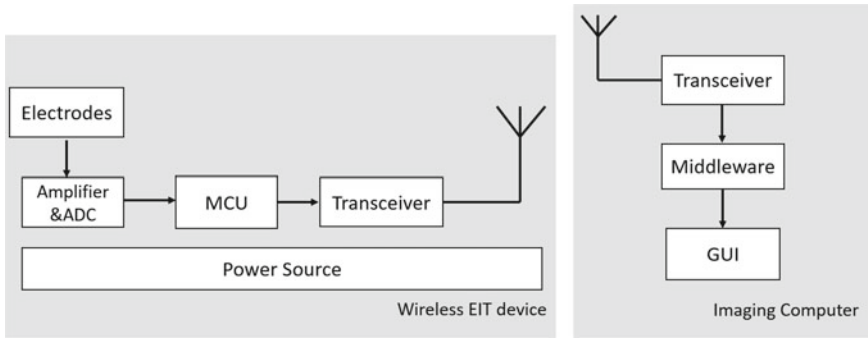 Electrodes
Amplifier
&ADC
MCU
Transceiver
Power Source
Wireless EIT device
Transceiver
Middleware
GUI
Imaging Computer